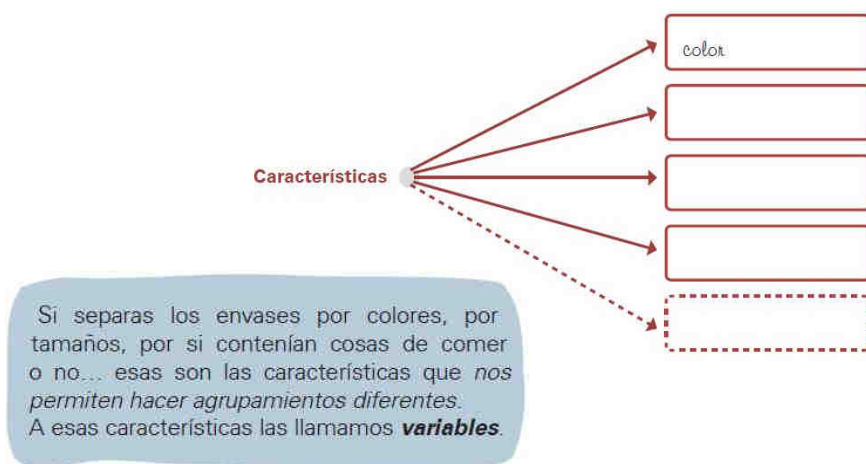 color
Características
Si separas los envases por colores, por
tamaños, por si contenían cosas de comer
o no... esas son las características que nos
permiten hacer agrupamientos diferentes.
A esas características las llamamos variables.